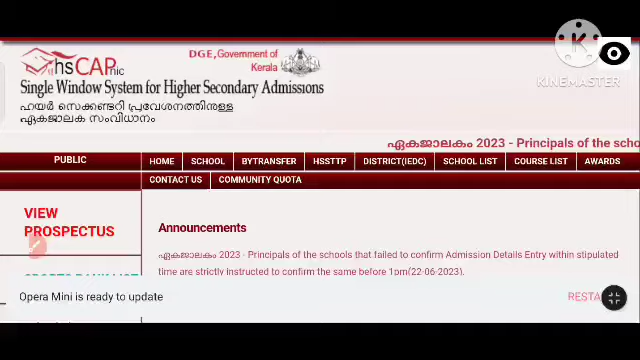 hsCAPnic
DGE,Government of
Kerala
Single Window System for Higher Secondary Admissions
ഹയർ സെക്കണ്ടറി പ്രവേശനത്തിനുള്ള
ഏകജാലക സംവിധാനം
K
KINEMASTER
ഏകജാലകം 2023 - Principals of the scho
PUBLIC
HOME
SCHOOL
BYTRANSFER
HSSTTP
DISTRICT(IEDC)
SCHOOL LIST
COURSE LIST
AWARDS
CONTACT US
COMMUNITY QUOTA
VIEW
PROSPECTUS
Announcements
ഏകജാലകം 2023 - Principals of the schools that failed to confirm Admission Details Entry within stipulated
time are strictly instructed to confirm the same before 1pm(22-06-2023).
Opera Mini is ready to update
RESTA